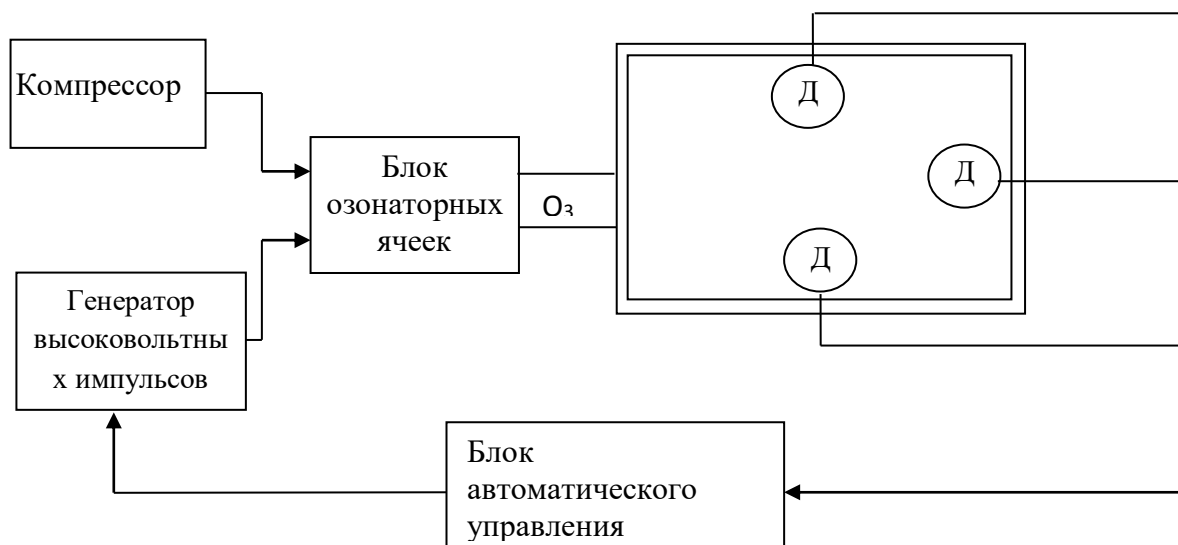 Компрессор
Блок
озонаторных
ячеек
O₃
Д
Д
Д
Генератор
высоковольтны
х импульсов
Блок
автоматического
управления